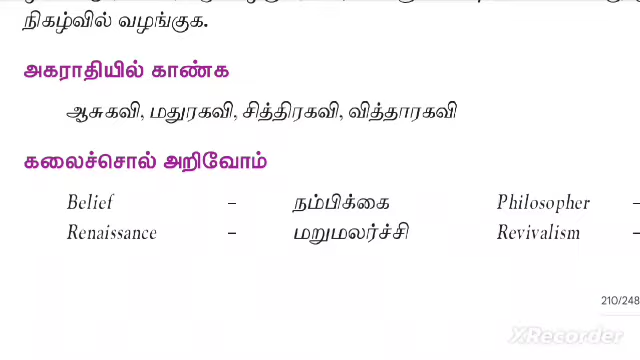 நிகழ்வில் வழங்குக.
அகராதியில் காண்க
ஆசுகவி, மதுரகவி, சித்திரகவி, வித்தாரகவி
கலைச்சொல் அறிவோம்
Belief – நம்பிக்கை Philosopher –
Renaissance – மறுமலர்ச்சி Revivalism –
210/248
XRecorder